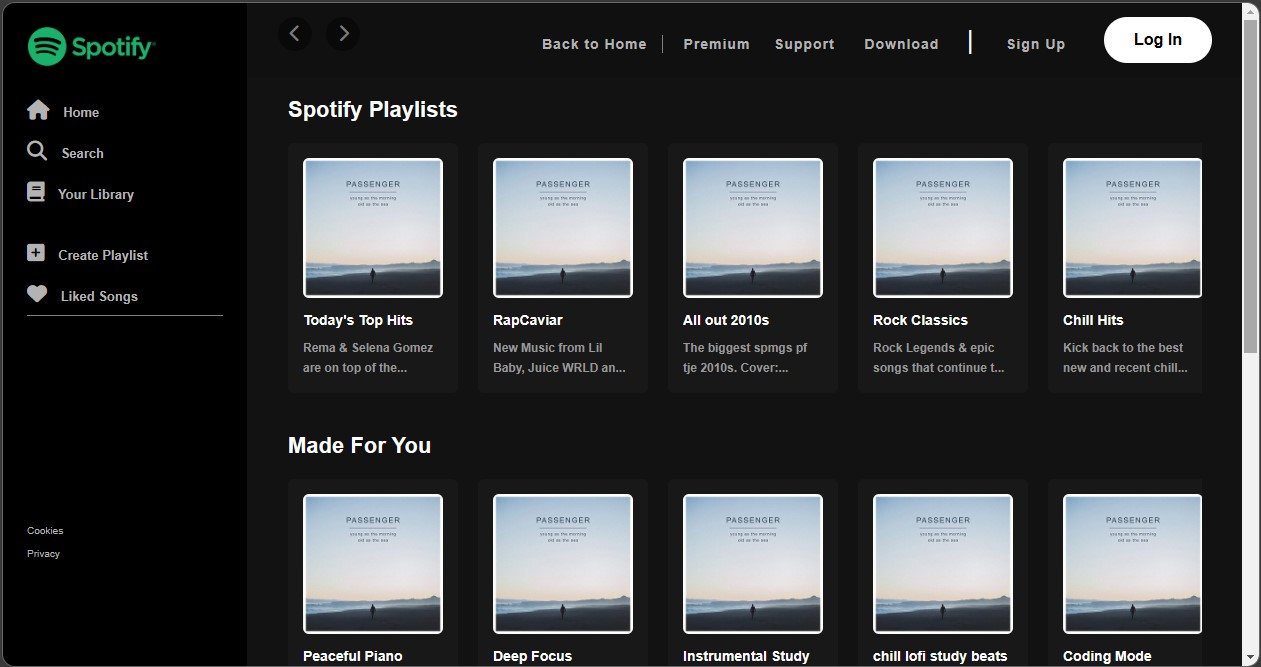 Spotify
Home
Search
Your Library
Create Playlist
Liked Songs
Cookies
Privacy
Back to Home
Premium
Support
Download
Sign Up
Log In
Spotify Playlists
PASSENGER
young as the morning
old as the sea
Today's Top Hits
Rema & Selena Gomez
are on top of the...
PASSENGER
young as the morning
old as the sea
RapCaviar
New Music from Lil
Baby, Juice WRLD an...
PASSENGER
young as the morning
old as the sea
All out 2010s
The biggest spmgs pf
tje 2010s. Cover:...
PASSENGER
young as the morning
old as the sea
Rock Classics
Rock Legends & epic
songs that continue t...
PASSENGER
young as the morning
old as the sea
Chill Hits
Kick back to the best
new and recent chill...
Made For You
PASSENGER
young as the morning
old as the sea
Peaceful Piano
PASSENGER
young as the morning
old as the sea
Deep Focus
PASSENGER
young as the morning
old as the sea
Instrumental Study
PASSENGER
young as the morning
old as the sea
chill lofi study beats
PASSENGER
young as the morning
old as the sea
Coding Mode